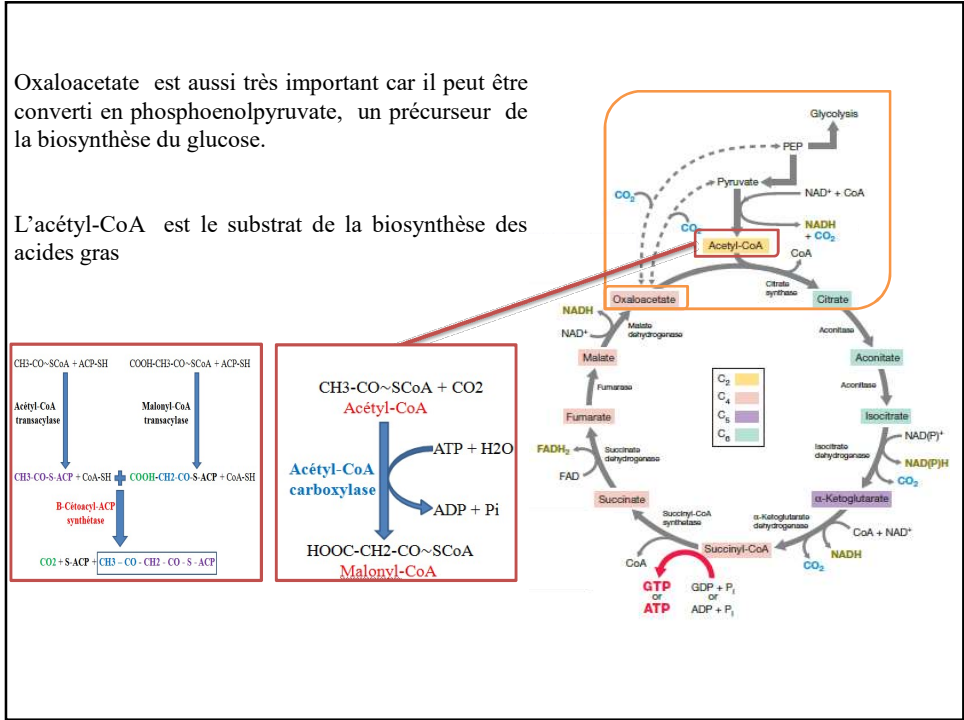 Oxaloacetate est aussi très important car il peut être
converti en phosphoenolpyruvate, un précurseur de
la biosynthèse du glucose.
L'acétyl-CoA est le substrat de la biosynthèse des
acides gras
CH3-CO~SCoA + ACP-SH
COOH-CH3-CO~SCoA + ACP-SH
Acétyl-CoA
transacylase
Malonyl-CoA
transacylase
CH3-CO-S-ACP + CoA-SH
COOH-CH2-CO-S-ACP + CoA-SH
B-Cétoacyl-ACP
synthétase
CO2 + S-ACP + CH3 – CO - CH2 - CO - S - ACP
CH3-CO~SCoA + CO2
Acétyl-CoA
ATP + H2O
Acétyl-CoA
carboxylase
ADP + Pi
HOOC-CH2-CO~SCoA
Malonyl-CoA
Glycolysis
PEP
Pyruvate
CO₂
NAD⁺ + CoA
CO₂
NADH
+ CO₂
Acetyl-CoA
CoA
Citrate
synthase
Oxaloacetate
Citrate
NADH
NAD⁺
Malate
dehydrogenase
Aconitase
Malate
Aconitate
C₂
C₄
C₅
C₆
Fumarase
Aconitase
Fumarate
Isocitrate
FADH₂
FAD
Succinate
dehydrogenase
Isocitrate
dehydrogenase
NAD(P)⁺
NAD(P)H
CO₂
Succinate
α-Ketoglutarate
Succinyl-CoA
synthetase
α-Ketoglutarate
dehydrogenase
CoA + NAD⁺
Succinyl-CoA
NADH
CO₂
CoA
GTP
or
ATP
GDP + Pᵢ
or
ADP + Pᵢ